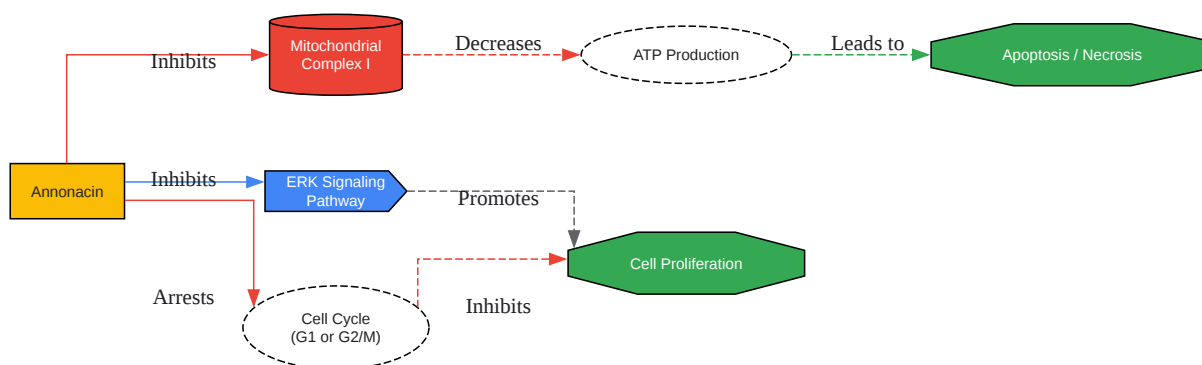 Mitochondrial
Complex I
Inhibits
Decreases
ATP Production
Leads to
Apoptosis / Necrosis
Annonacin
Inhibits
ERK Signaling
Pathway
Promotes
Cell Proliferation
Arrests
Cell Cycle
(G1 or G2/M)
Inhibits